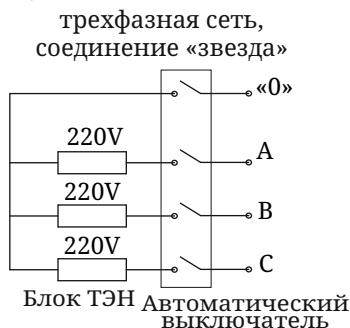 трехфазная сеть,
соединение «звезда»
«0»
220V
A
220V
B
220V
C
Блок ТЭН
Автоматический
выключатель